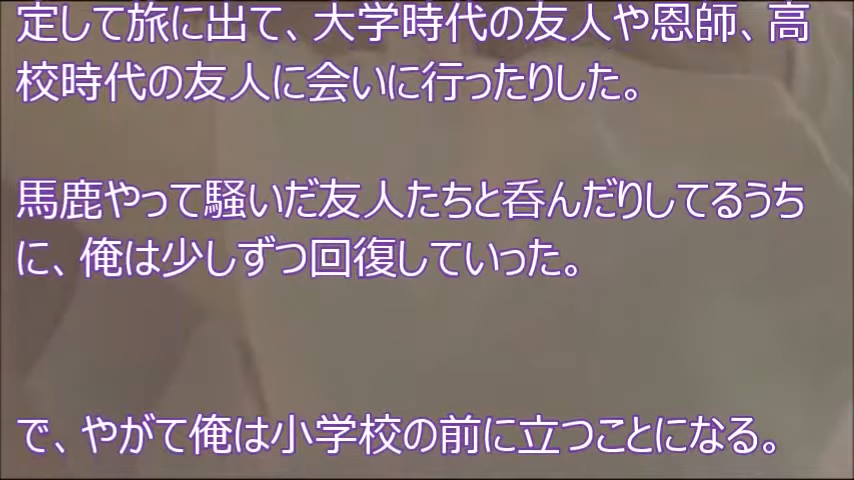 定して旅に出て、大学時代の友人や恩師、高
校時代の友人に会いに行ったりした。
馬鹿やって騒いだ友人たちと呑んだりしてるうち
に、俺は少しずつ回復していった。
で、やがて俺は小学校の前に立つことになる。